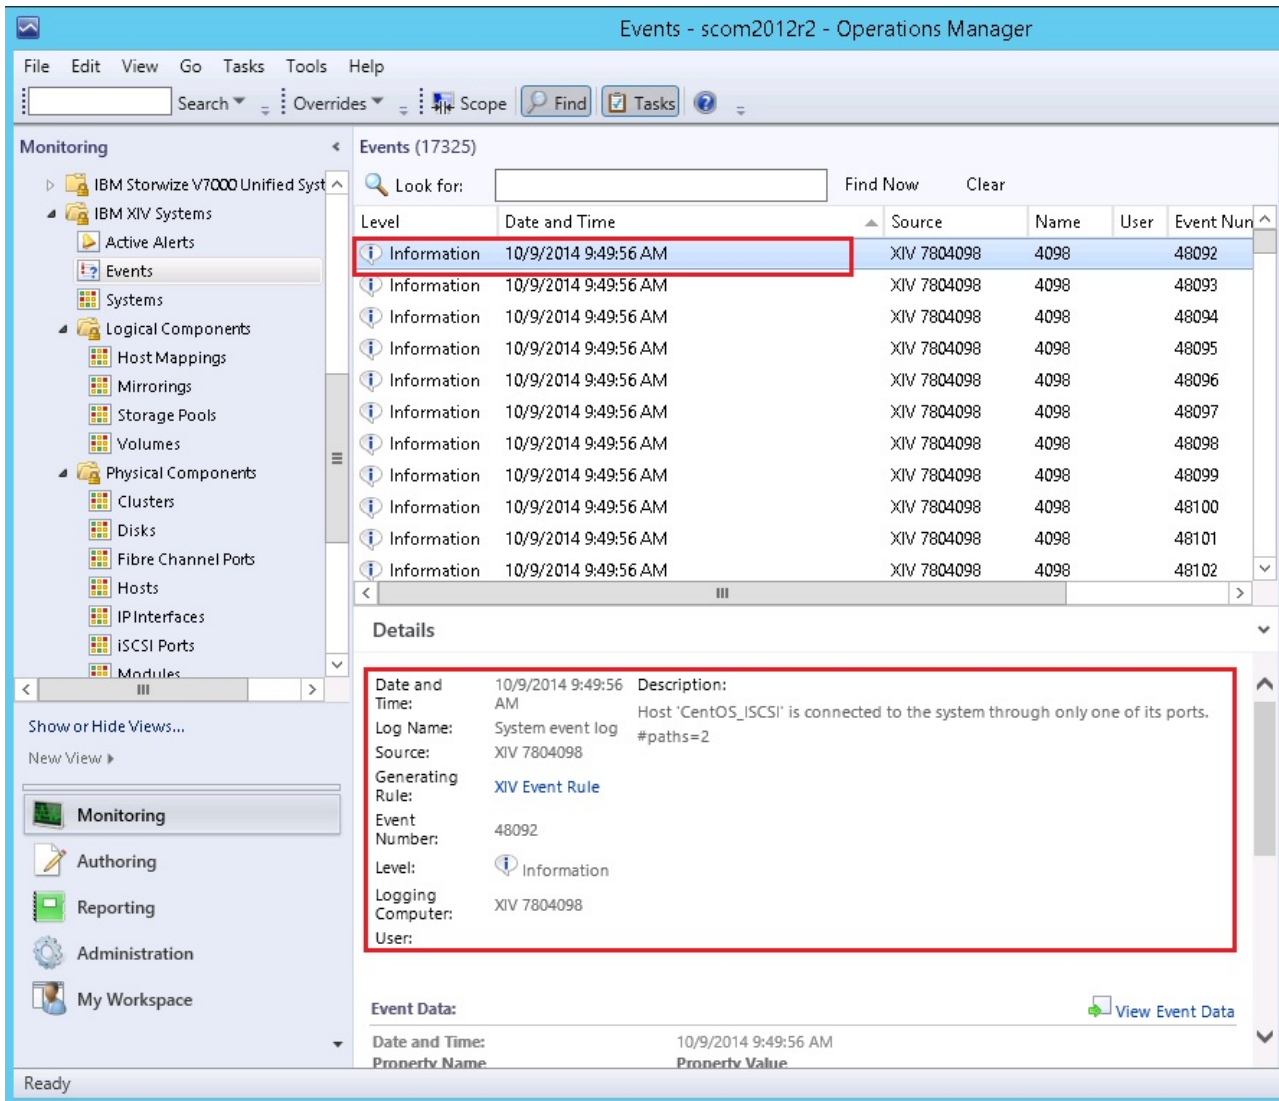 Events - scom2012r2 - Operations Manager
File Edit View Go Tasks Tools Help
Search Overrides Scope Find Tasks
Monitoring
IBM Storwize V7000 Unified Syst
IBM XIV Systems
Active Alerts
Events
Systems
Logical Components
Host Mappings
Mirrorings
Storage Pools
Volumes
Physical Components
Clusters
Disks
Fibre Channel Ports
Hosts
IP Interfaces
iSCSI Ports
Modules
Show or Hide Views...
New View
Monitoring
Authoring
Reporting
Administration
My Workspace
Events (17325)
Look for: Find Now Clear
Level Date and Time Source Name User Event Num
Information 10/9/2014 9:49:56 AM XIV 7804098 4098 48092
Information 10/9/2014 9:49:56 AM XIV 7804098 4098 48093
Information 10/9/2014 9:49:56 AM XIV 7804098 4098 48094
Information 10/9/2014 9:49:56 AM XIV 7804098 4098 48095
Information 10/9/2014 9:49:56 AM XIV 7804098 4098 48096
Information 10/9/2014 9:49:56 AM XIV 7804098 4098 48097
Information 10/9/2014 9:49:56 AM XIV 7804098 4098 48098
Information 10/9/2014 9:49:56 AM XIV 7804098 4098 48099
Information 10/9/2014 9:49:56 AM XIV 7804098 4098 48100
Information 10/9/2014 9:49:56 AM XIV 7804098 4098 48101
Information 10/9/2014 9:49:56 AM XIV 7804098 4098 48102
Details
Date and Time: 10/9/2014 9:49:56 AM
Log Name: System event log
Source: XIV 7804098
Generating Rule: XIV Event Rule
Event Number: 48092
Level: Information
Logging Computer: XIV 7804098
User:
Description:
Host 'CentOS_ISCSI' is connected to the system through only one of its ports.
#paths=2
Event Data: View Event Data
Date and Time: 10/9/2014 9:49:56 AM
Property Name Property Value
Ready